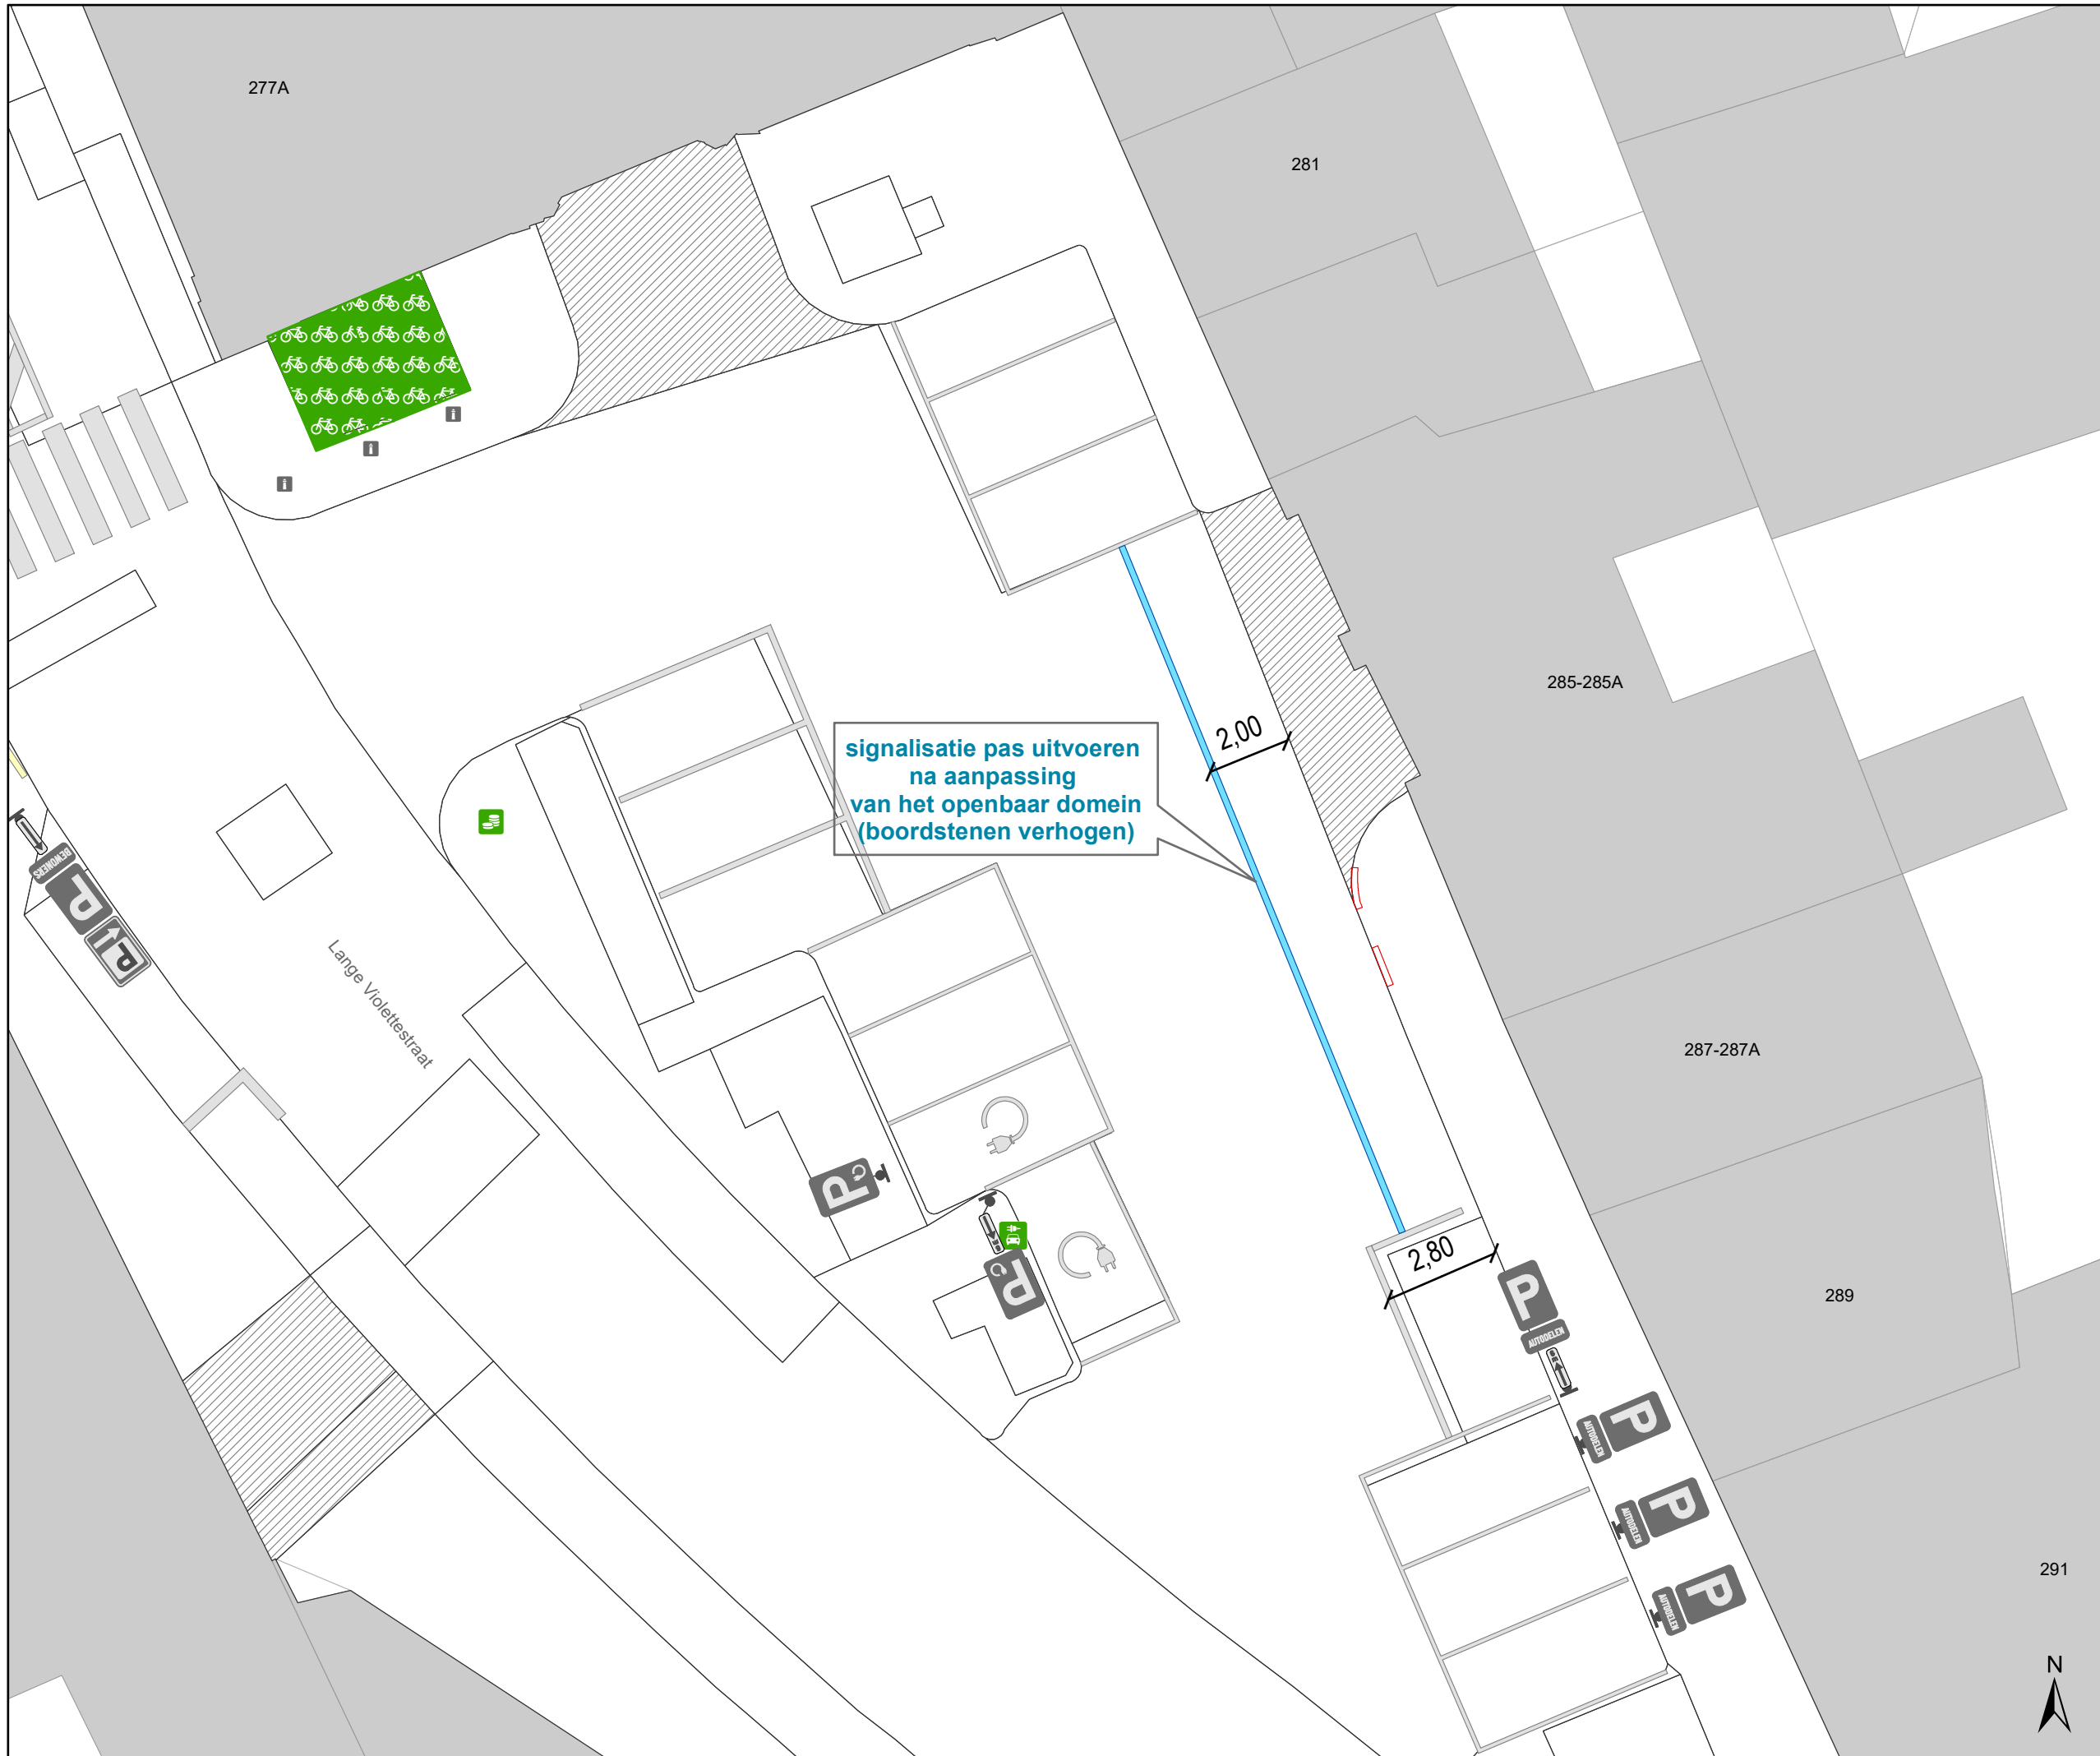 277A
281
285-285A
2,00
signalisatie pas uitvoeren
na aanpassing
van het openbaar domein
(boordstenen verhogen)
BEWONERS
P
P
Lange Violettestraat
287-287A
P
P
2,80
289
P
AUTODELEN
P
AUTODELEN
P
AUTODELEN
P
AUTODELEN
291
N